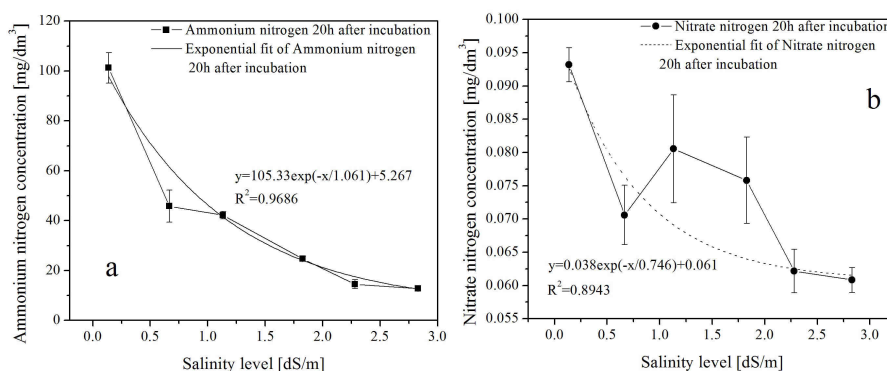 a
Ammonium nitrogen 20h after incubation
Exponential fit of Ammonium nitrogen
20h after incubation
y=105.33exp(-x/1.061)+5.267
R²=0.9686
Ammonium nitrogen concentration [mg/dm³]
120
100
80
60
40
20
0
0.0 0.5 1.0 1.5 2.0 2.5 3.0
Salinity level [dS/m]
b
Nitrate nitrogen 20h after incubation
Exponential fit of Nitrate nitrogen
20h after incubation
y=0.038exp(-x/0.746)+0.061
R²=0.8943
Nitrate nitrogen concentration [mg/dm³]
0.100
0.095
0.090
0.085
0.080
0.075
0.070
0.065
0.060
0.055
0.0 0.5 1.0 1.5 2.0 2.5 3.0
Salinity level [dS/m]